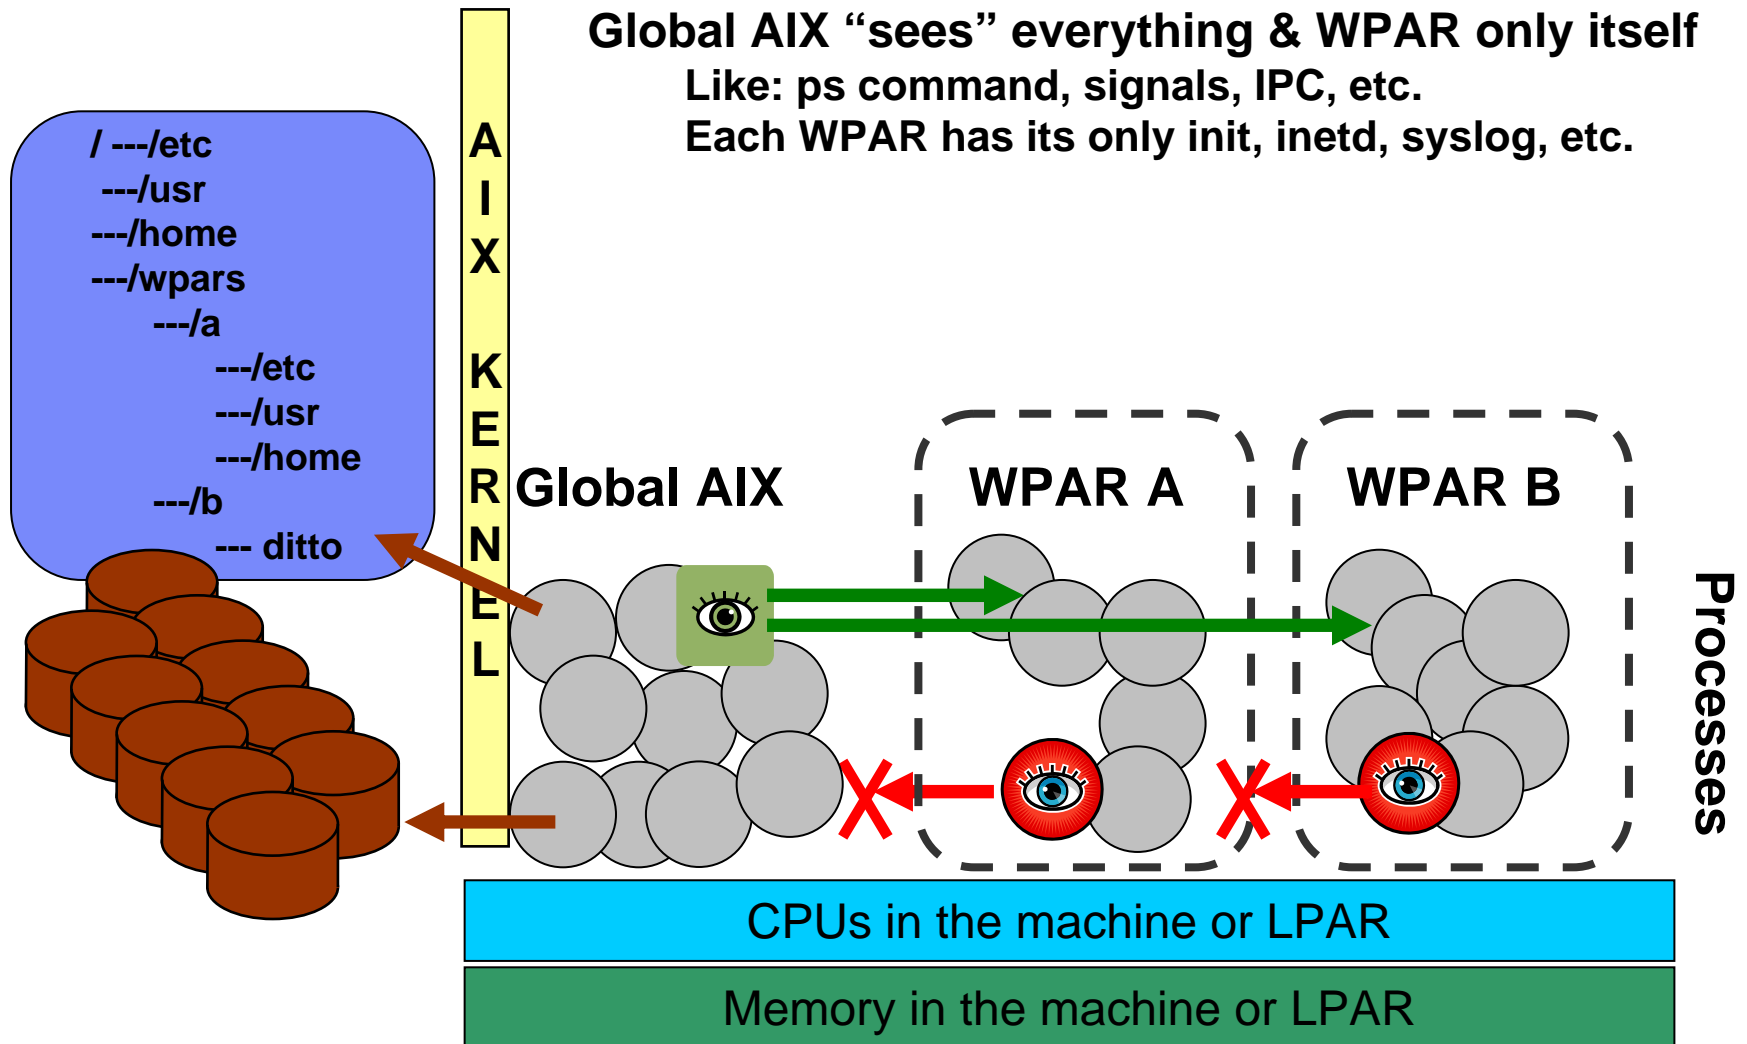 Global AIX “sees” everything & WPAR only itself
Like: ps command, signals, IPC, etc.
Each WPAR has its only init, inetd, syslog, etc.
/ ---/etc
---/usr
---/home
---/wpars
---/a
---/etc
---/usr
---/home
---/b
--- ditto
AIX KERNEL
Global AIX
WPAR A
WPAR B
Processes
CPUs in the machine or LPAR
Memory in the machine or LPAR